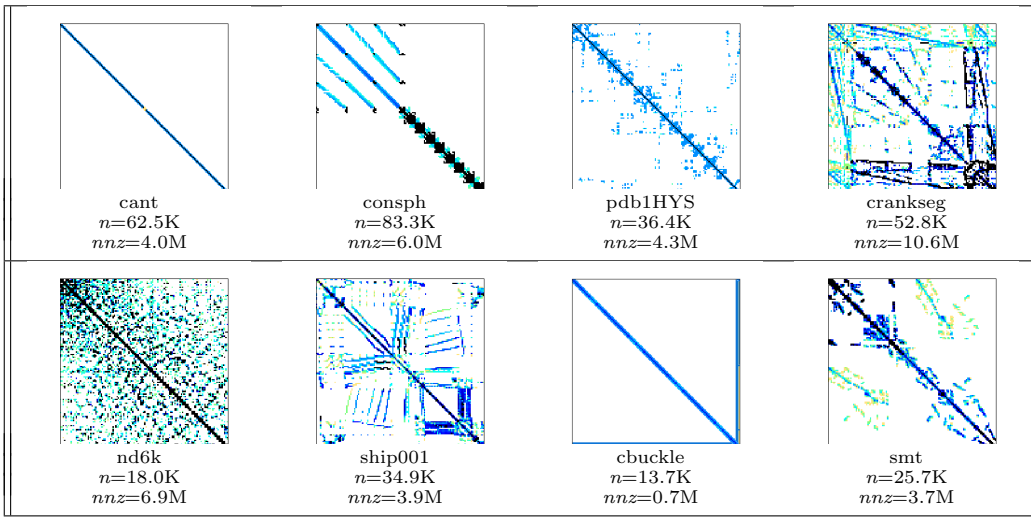 cant consph pdb1HYS crankseg
n=62.5K n=83.3K n=36.4K n=52.8K
nnz=4.0M nnz=6.0M nnz=4.3M nnz=10.6M
nd6k ship001 cbuckle smt
n=18.0K n=34.9K n=13.7K n=25.7K
nnz=6.9M nnz=3.9M nnz=0.7M nnz=3.7M